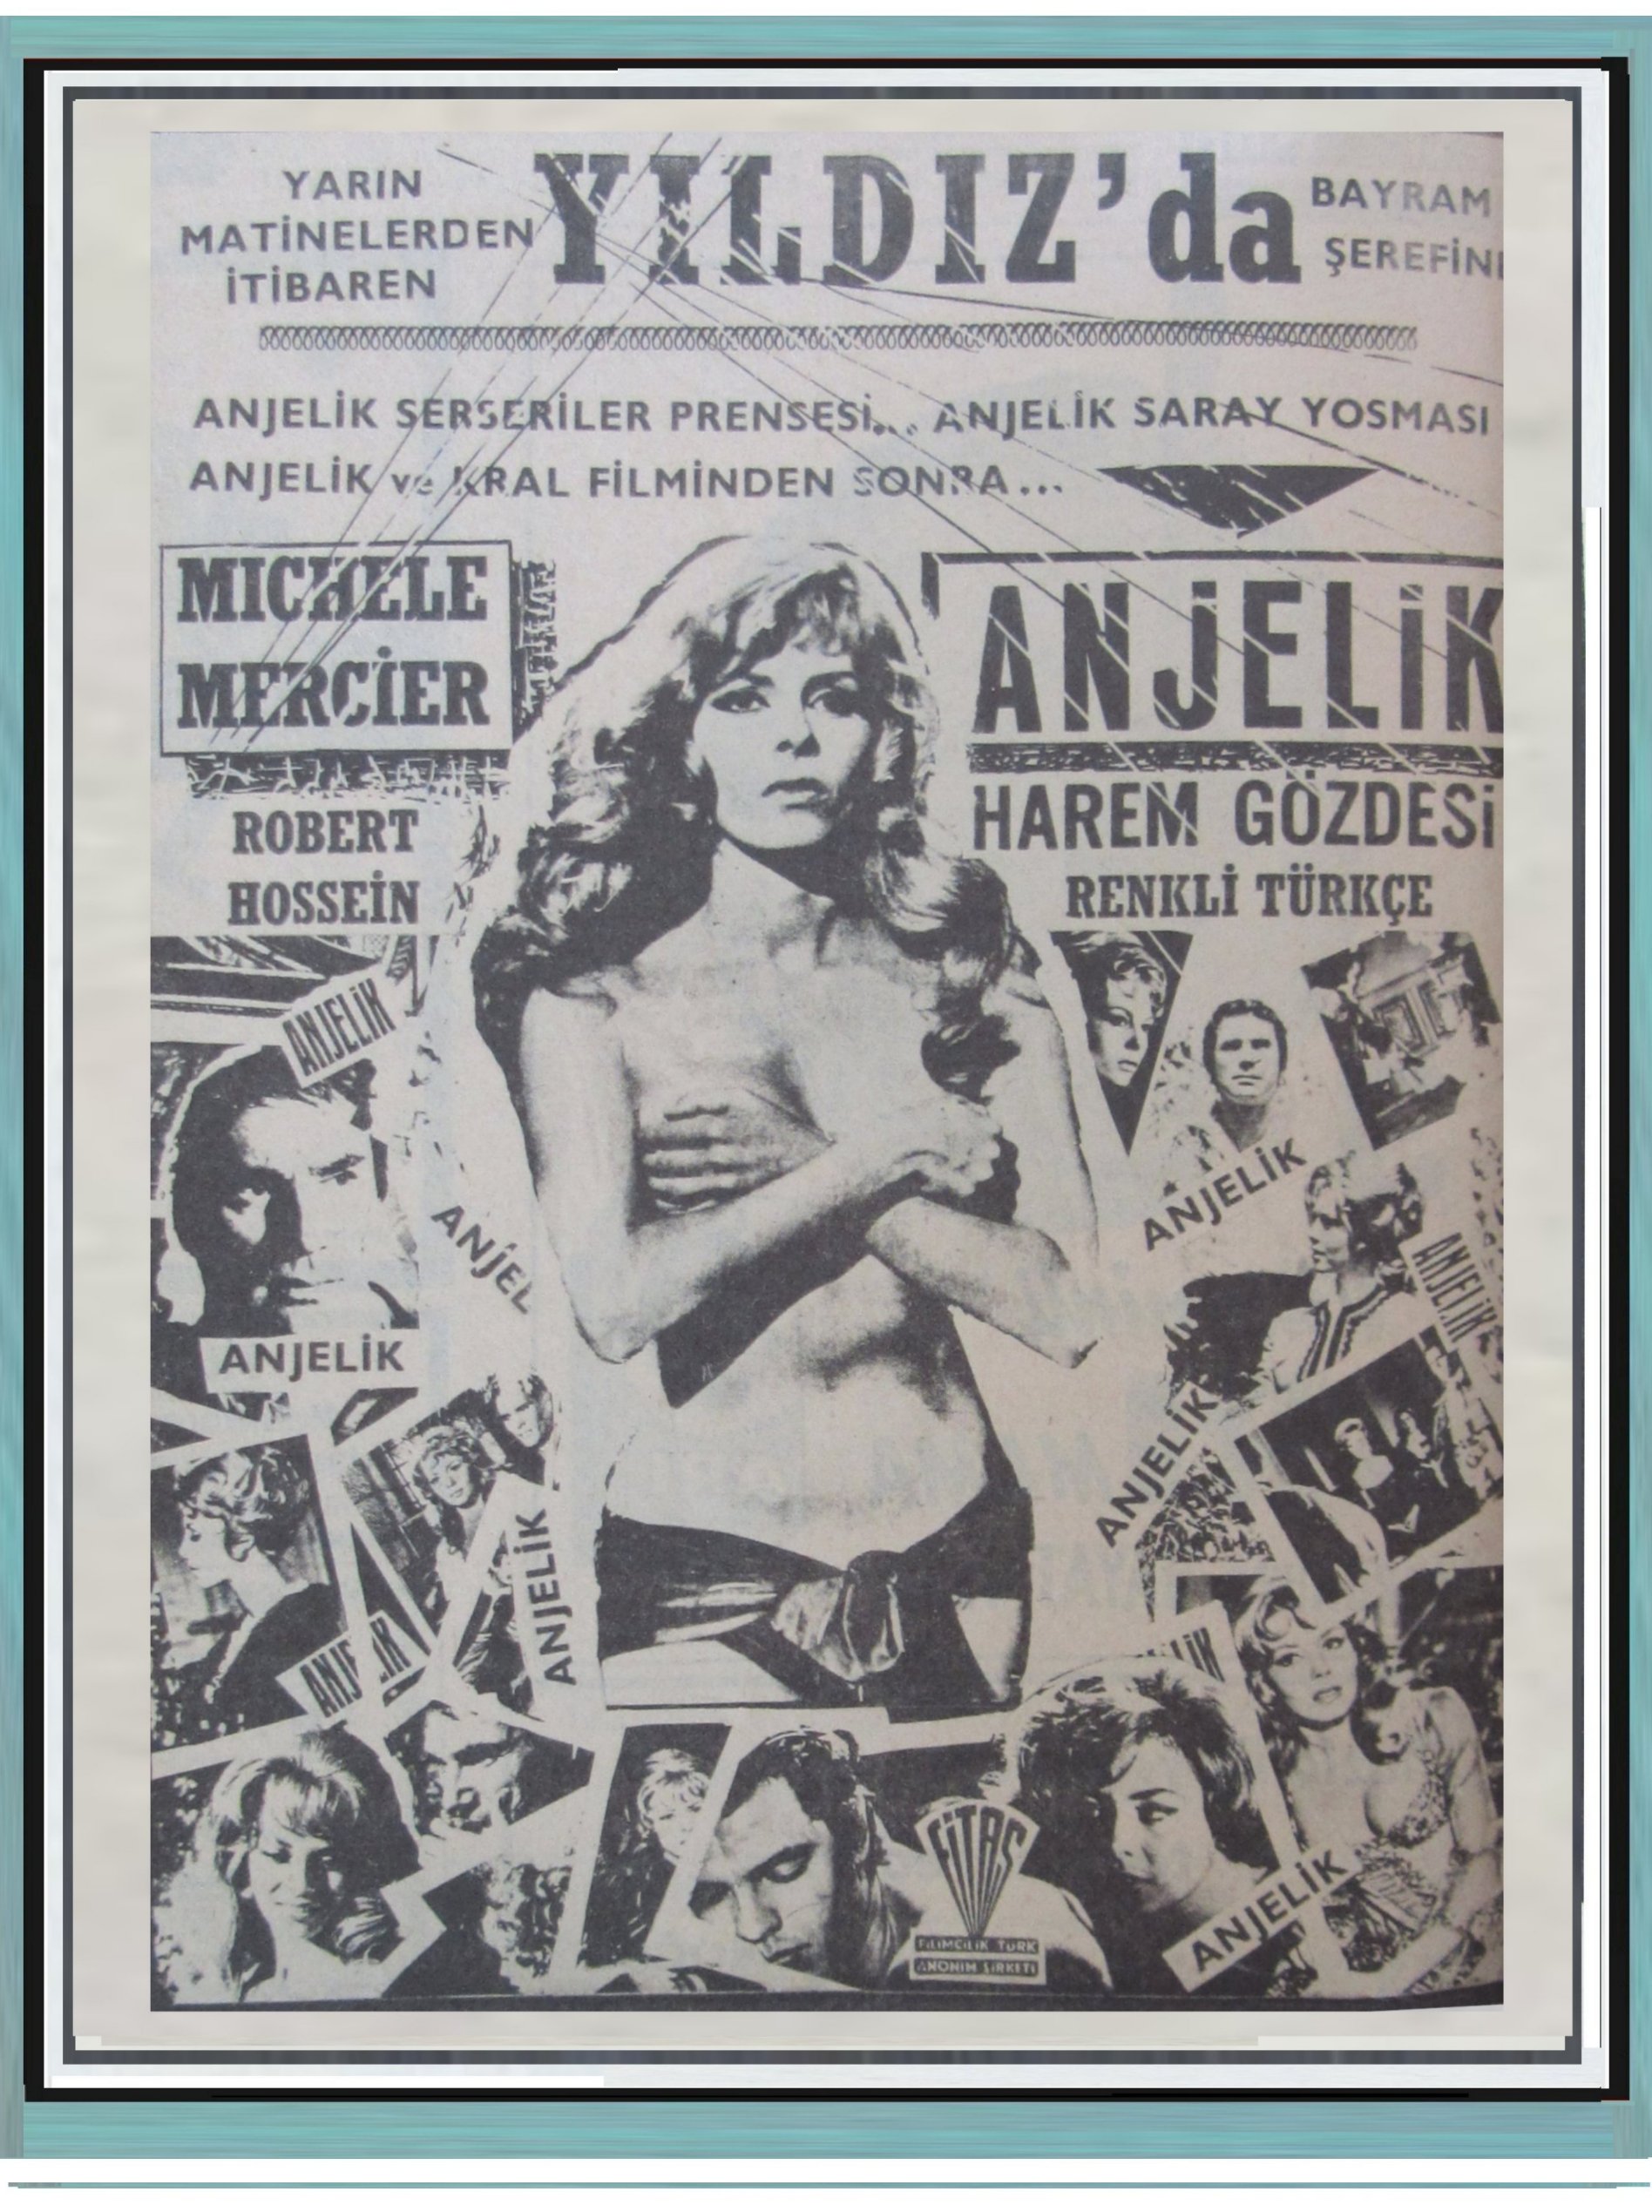 YARIN
MATİNELERDEN
İTİBAREN
YILDIZ'da
BAYRAM
ŞEREFİN
ANJELİK SERSERİLER PRENSESİ... ANJELİK SARAY YOSMASI
ANJELİK ve KRAL FİLMİNDEN SONRA...
MICHELE
MERCİER
ROBERT
HOSSEİN
ANJELİK
HAREM GÖZDESİ
RENKLİ TÜRKÇE
ANJELİK
ANJEL
ANJELİK
ANJELİK
ANJELİK
ANJELİK
ANJELİK
ANJELİK
ANJELİK
FİTAŞ
FİLİMCİLİK TÜRK
ANONİM ŞİRKETİ